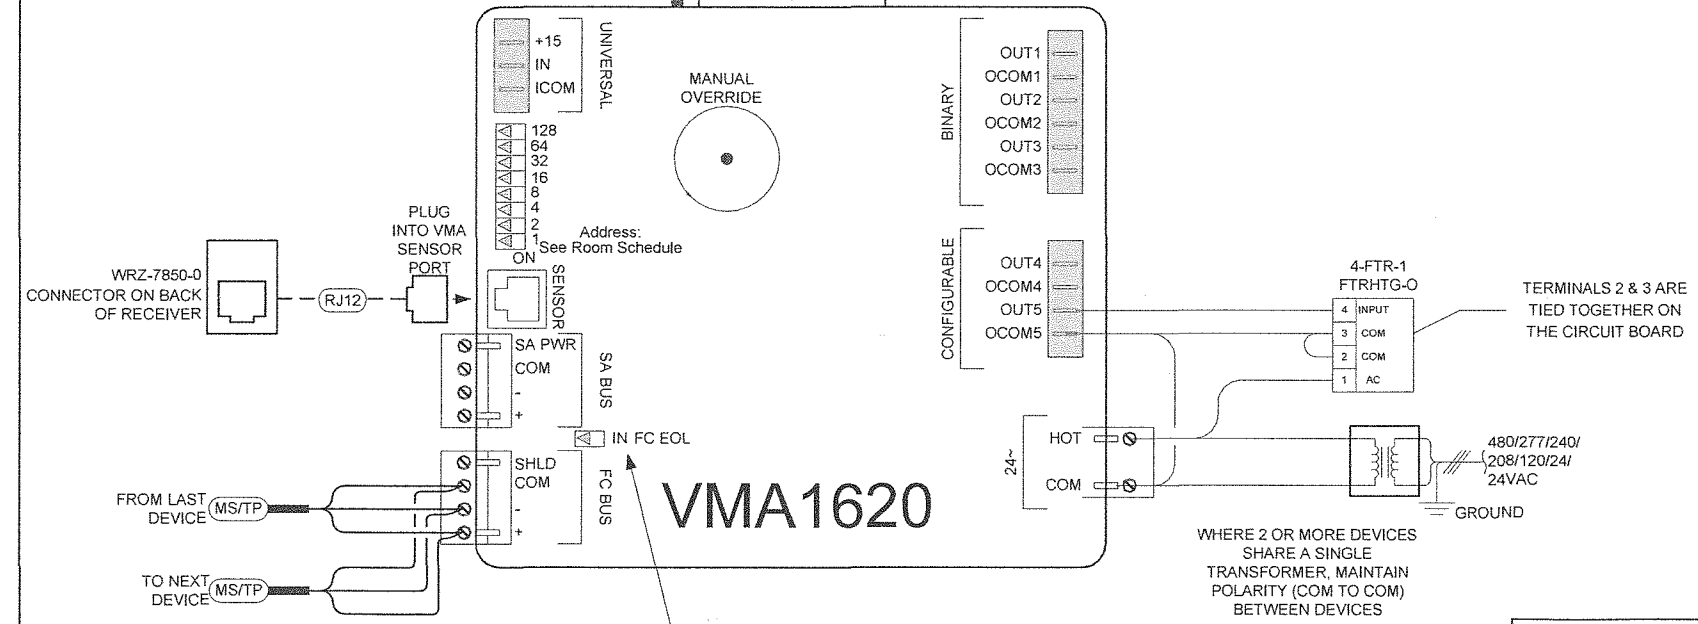 +15
IN
ICOM
UNIVERSAL
128
64
32
16
8
4
2
1
ON
Address:
See Room Schedule
MANUAL
OVERRIDE
BINARY
OUT1
OCOM1
OUT2
OCOM2
OUT3
OCOM3
CONFIGURABLE
OUT4
OCOM4
OUT5
OCOM5
PLUG
INTO VMA
SENSOR
PORT
WRZ-7850-0
CONNECTOR ON BACK
OF RECEIVER
RJ12
SENSOR
SA PWR
COM
-
+
SA BUS
IN FC EOL
SHLD
COM
-
+
FC BUS
FROM LAST
DEVICE
MS/TP
TO NEXT
DEVICE
MS/TP
VMA1620
24~
HOT
COM
4-FTR-1
FTRHTG-O
4 INPUT
3 COM
2 COM
1 AC
TERMINALS 2 & 3 ARE
TIED TOGETHER ON
THE CIRCUIT BOARD
480/277/240/
208/120/24/
24VAC
GROUND
WHERE 2 OR MORE DEVICES
SHARE A SINGLE
TRANSFORMER, MAINTAIN
POLARITY (COM TO COM)
BETWEEN DEVICES